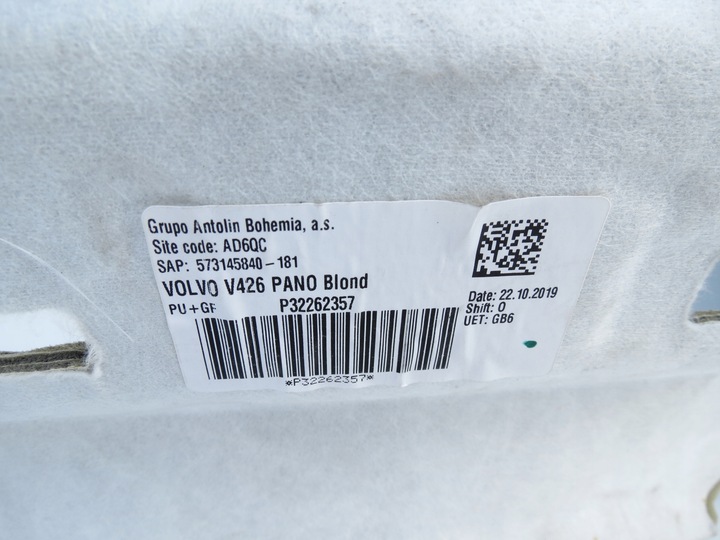 Grupo Antolin Bohemia, a.s.
Site code: AD6QC
SAP: 573145840-181
VOLVO V426 PANO Blond
PU+GF P32262357
*P32262357*
Date: 22.10.2019
Shift: O
UET: GB6